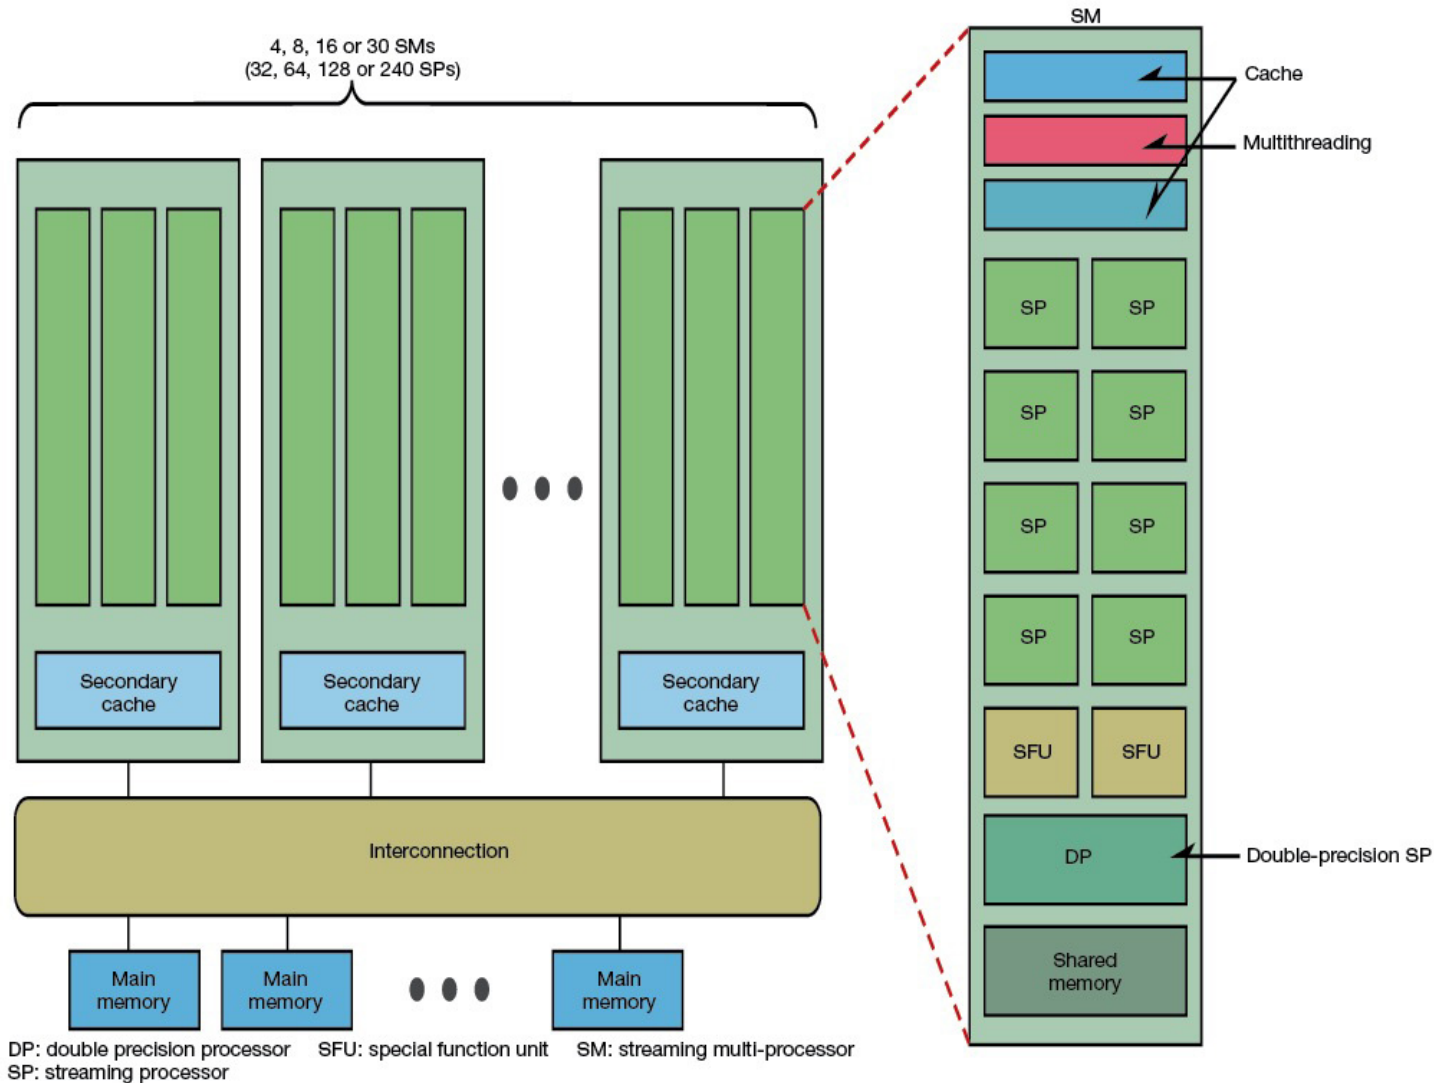 4, 8, 16 or 30 SMs
(32, 64, 128 or 240 SPs)
SM
Cache
Multithreading
SP
SP
SP
SP
SP
SP
SP
SP
SFU
SFU
DP
Double-precision SP
Shared
memory
Secondary
cache
Secondary
cache
Secondary
cache
Interconnection
Main
memory
Main
memory
Main
memory
DP: double precision processor SFU: special function unit SM: streaming multi-processor
SP: streaming processor